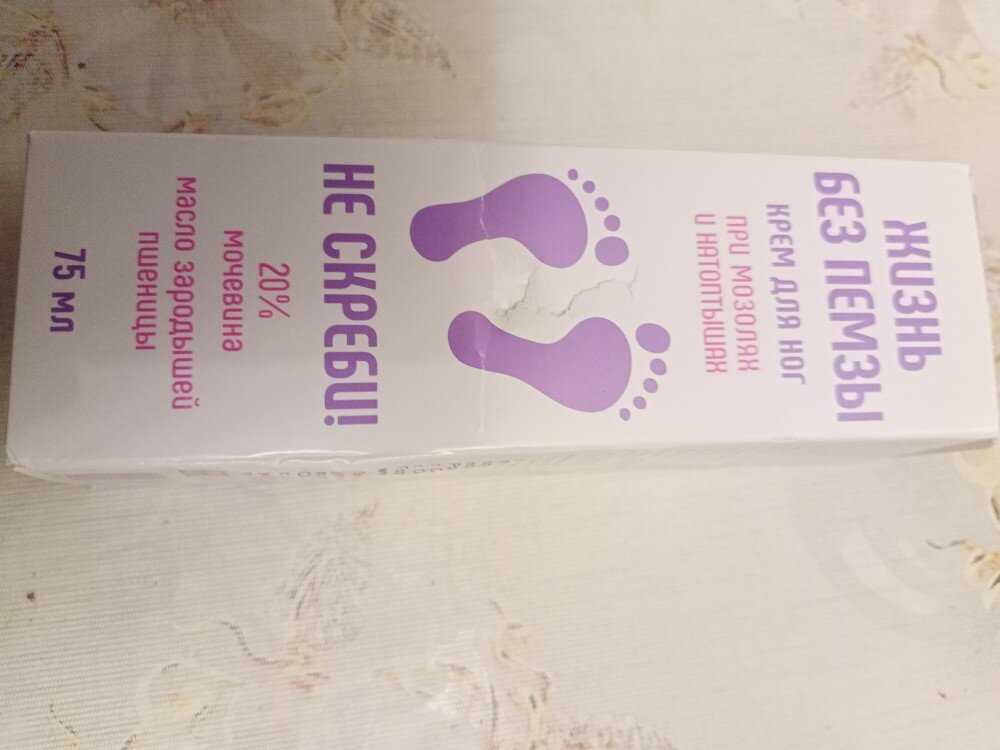 ЖИЗНЬ
БЕЗ ПЕМЗЫ
КРЕМ ДЛЯ НОГ
ПРИ МОЗОЛЯХ
И НАТОПТЫШАХ
НЕ СКРЕБИ!
20%
мочевина
масло зародышей
пшеницы
75 мл